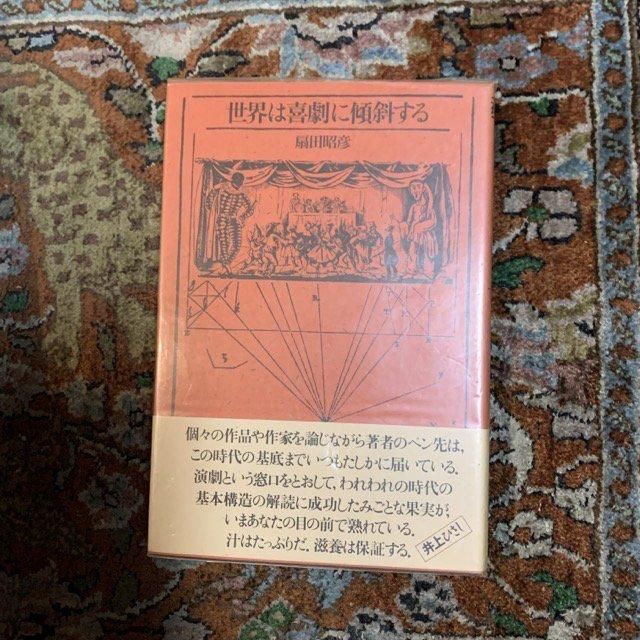 世界は喜劇に傾斜する
扇田昭彦
個々の作品や作家を論じながら著者のペン先は、
この時代の基底までいつもたしかに届いている。
演劇という窓口をとおして、われわれの時代の
基本構造の解読に成功したみごとな果実が、
いまあなたの目の前で熟れている。
汁はたっぷりだ。滋養は保証する。
井上ひさし